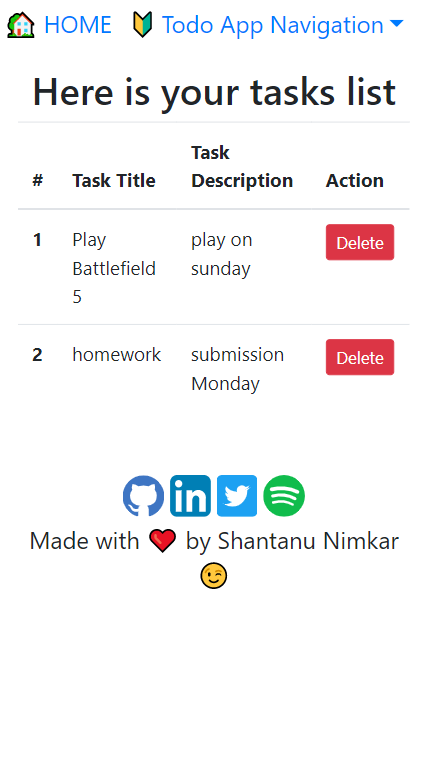 🏡 HOME 🔰 Todo App Navigation
Here is your tasks list
# Task Title Task Description Action
1 Play Battlefield 5 play on sunday Delete
2 homework submission Monday Delete
in
Made with ❤️ by Shantanu Nimkar
😉